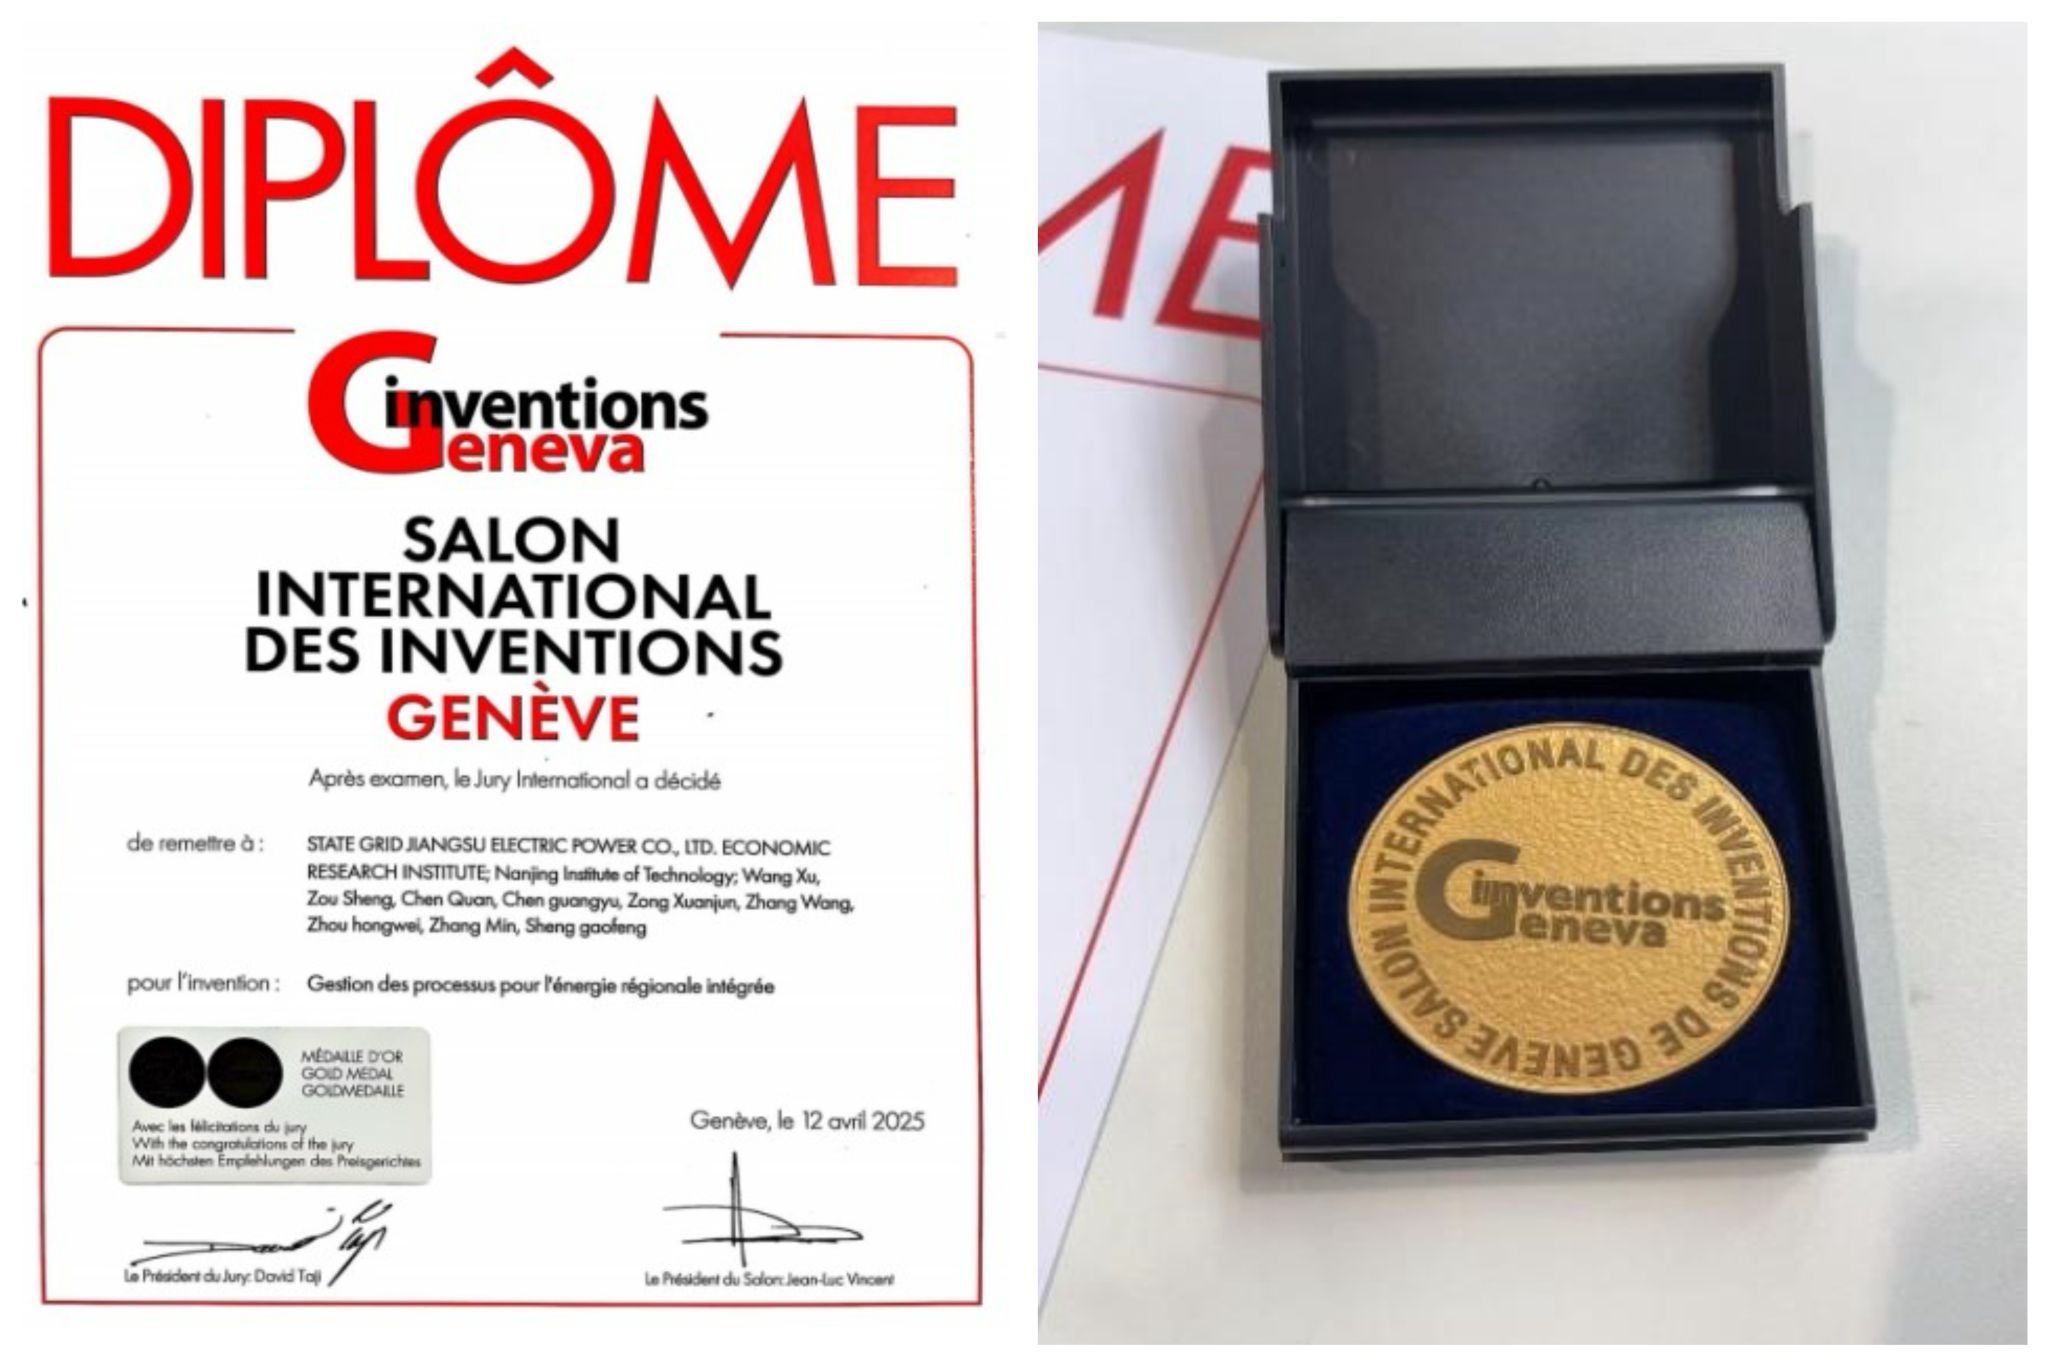 DIPLÔME
inventions
Geneva
SALON
INTERNATIONAL
DES INVENTIONS
GENÈVE
Après examen, le Jury International a décidé
de remettre à : STATE GRID JIANGSU ELECTRIC POWER CO., LTD. ECONOMIC
RESEARCH INSTITUTE; Nanjing Institute of Technology; Wang Xu,
Zou Sheng, Chen Quan, Chen guangyu, Zong Xuanjun, Zhang Wang,
Zhou hongwei, Zhang Min, Sheng gaofeng
pour l'invention : Gestion des processus pour l'énergie régionale intégrée
MÉDAILLE D'OR
GOLD MEDAL
GOLDMEDAILLE
Avec les félicitations du jury
With the congratulations of the jury
Mit höchsten Empfehlungen des Preisgerichtes
Genève, le 12 avril 2025
Le Président du Jury: David Taji
Le Président du Salon: Jean-Luc Vincent
ME
SALON INTERNATIONAL DES INVENTIONS DE GENEVE
inventions
Geneva